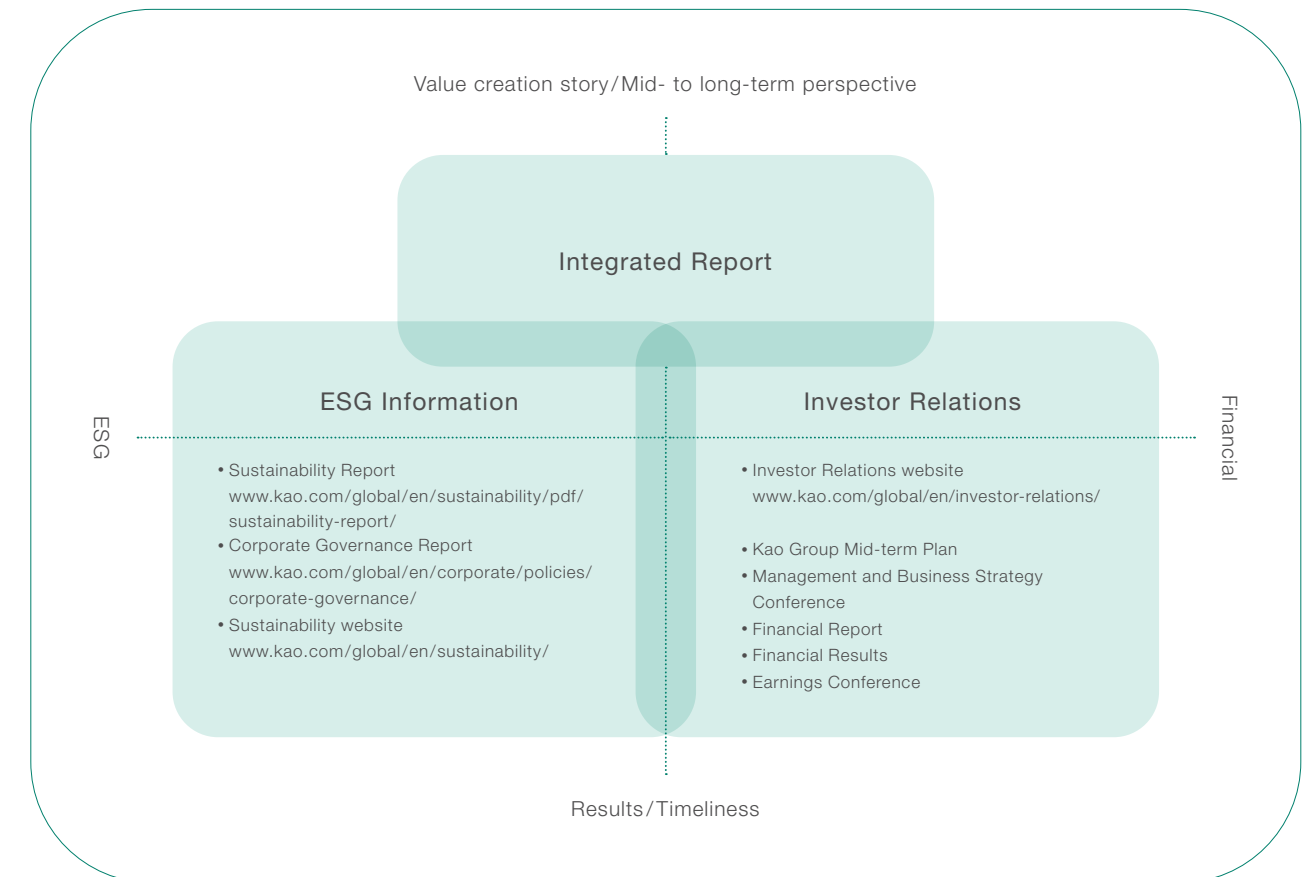 Value creation story/Mid- to long-term perspective
Integrated Report
ESG Information
Investor Relations
ESG
Financial
• Sustainability Report
www.kao.com/global/en/sustainability/pdf/
sustainability-report/
• Corporate Governance Report
www.kao.com/global/en/corporate/policies/
corporate-governance/
• Sustainability website
www.kao.com/global/en/sustainability/
• Investor Relations website
www.kao.com/global/en/investor-relations/
• Kao Group Mid-term Plan
• Management and Business Strategy
Conference
• Financial Report
• Financial Results
• Earnings Conference
Results/Timeliness